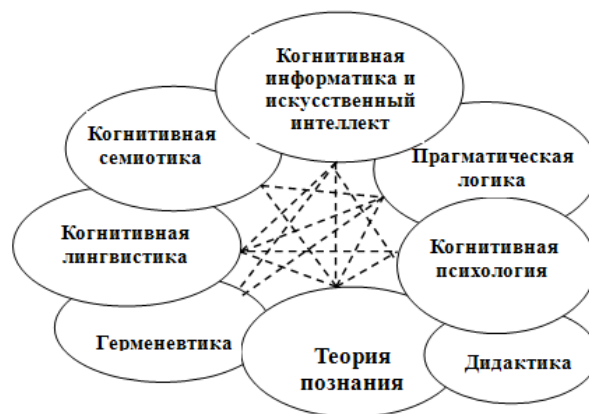 Когнитивная
информатика и
искусственный
интеллект
Когнитивная
семиотика
Прагматическая
логика
Когнитивная
лингвистика
Когнитивная
психология
Герменевтика
Теория
познания
Дидактика